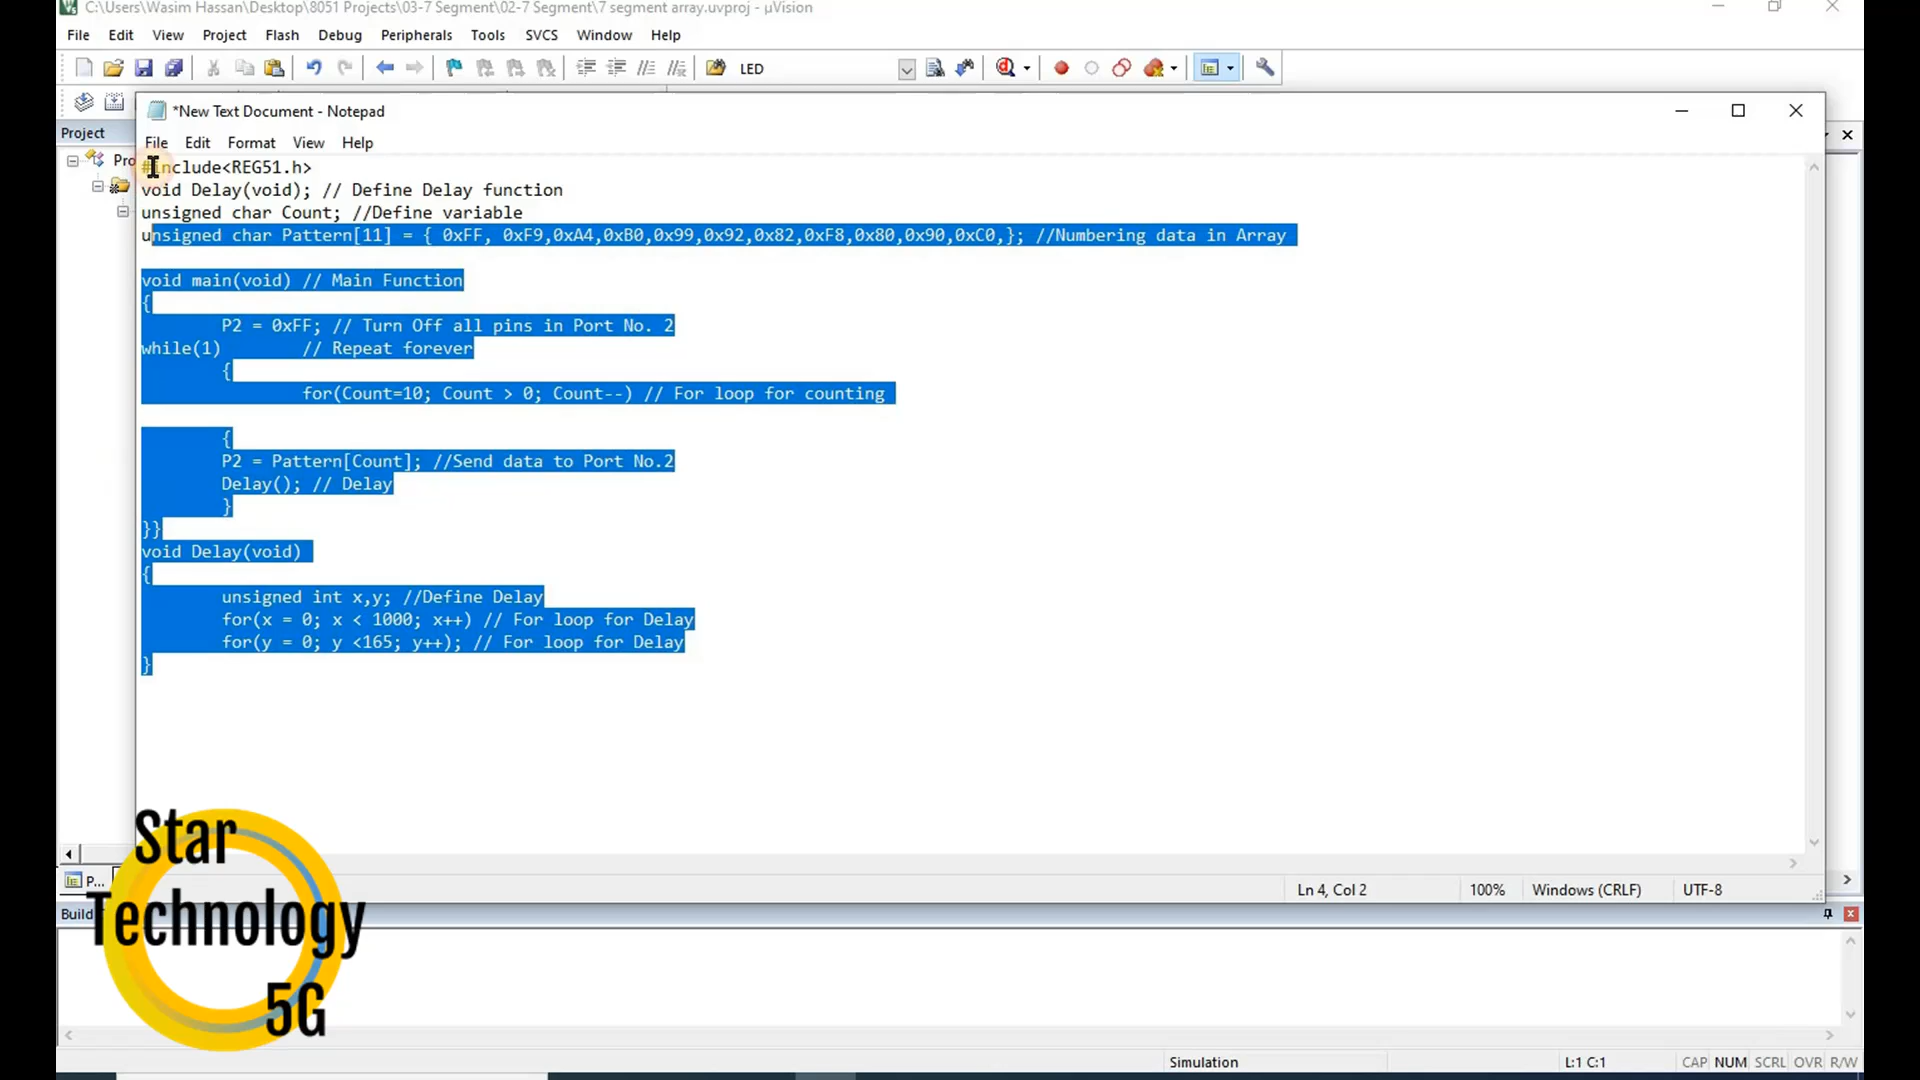 C:\Users\Wasim Hassan\Desktop\8051 Projects\03-7 Segment\02-7 Segment\7 segment array.uvproj - µVision
File Edit View Project Flash Debug Peripherals Tools SVCS Window Help
LED
*New Text Document - Notepad
Project
File Edit Format View Help
#include<REG51.h>
void Delay(void); // Define Delay function
unsigned char Count; //Define variable
unsigned char Pattern[11] = { 0xFF, 0xF9,0xA4,0xB0,0x99,0x92,0x82,0xF8,0x80,0x90,0xC0,}; //Numbering data in Array
void main(void) // Main Function
{
P2 = 0xFF; // Turn Off all pins in Port No. 2
while(1) // Repeat forever
{
for(Count=10; Count > 0; Count--) // For loop for counting
{
P2 = Pattern[Count]; //Send data to Port No.2
Delay(); // Delay
}
}}
void Delay(void)
{
unsigned int x,y; //Define Delay
for(x = 0; x < 1000; x++) // For loop for Delay
for(y = 0; y <165; y++); // For loop for Delay
}
Star
Technology
5G
P...
Ln 4, Col 2 100% Windows (CRLF) UTF-8
Build
Simulation L:1 C:1 CAP NUM SCRL OVR R/W